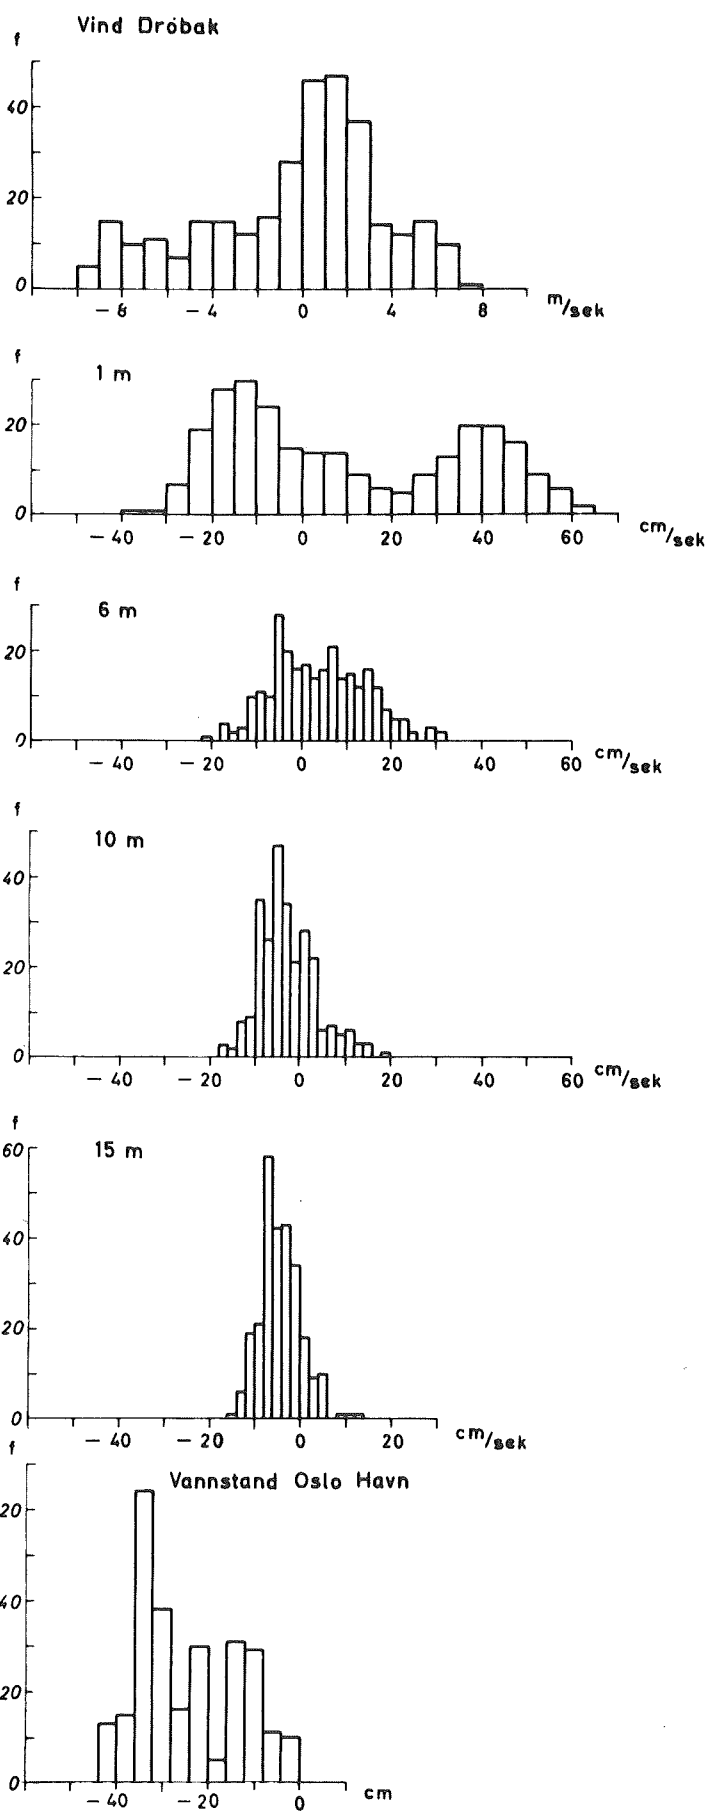 Vind Dröbak
f
40
20
0
− 8 − 4 0 4 8 m/sek
f
1 m
20
0
− 40 − 20 0 20 40 60 cm/sek
f
6 m
20
0
− 40 − 20 0 20 40 60 cm/sek
f
10 m
40
20
0
− 40 − 20 0 20 40 60 cm/sek
f
15 m
60
40
20
0
− 40 − 20 0 20 cm/sek
f
Vannstand Oslo Havn
20
40
20
0
− 40 − 20 0 cm